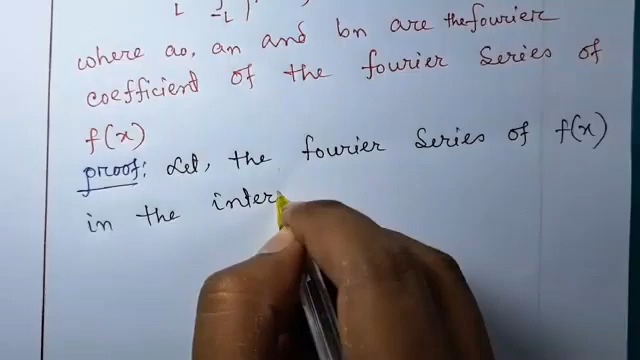 where a0, an and bn are the fourier
coefficient of the fourier Series of
f(x)
proof: Let, the fourier Series of f(x)
in the inter